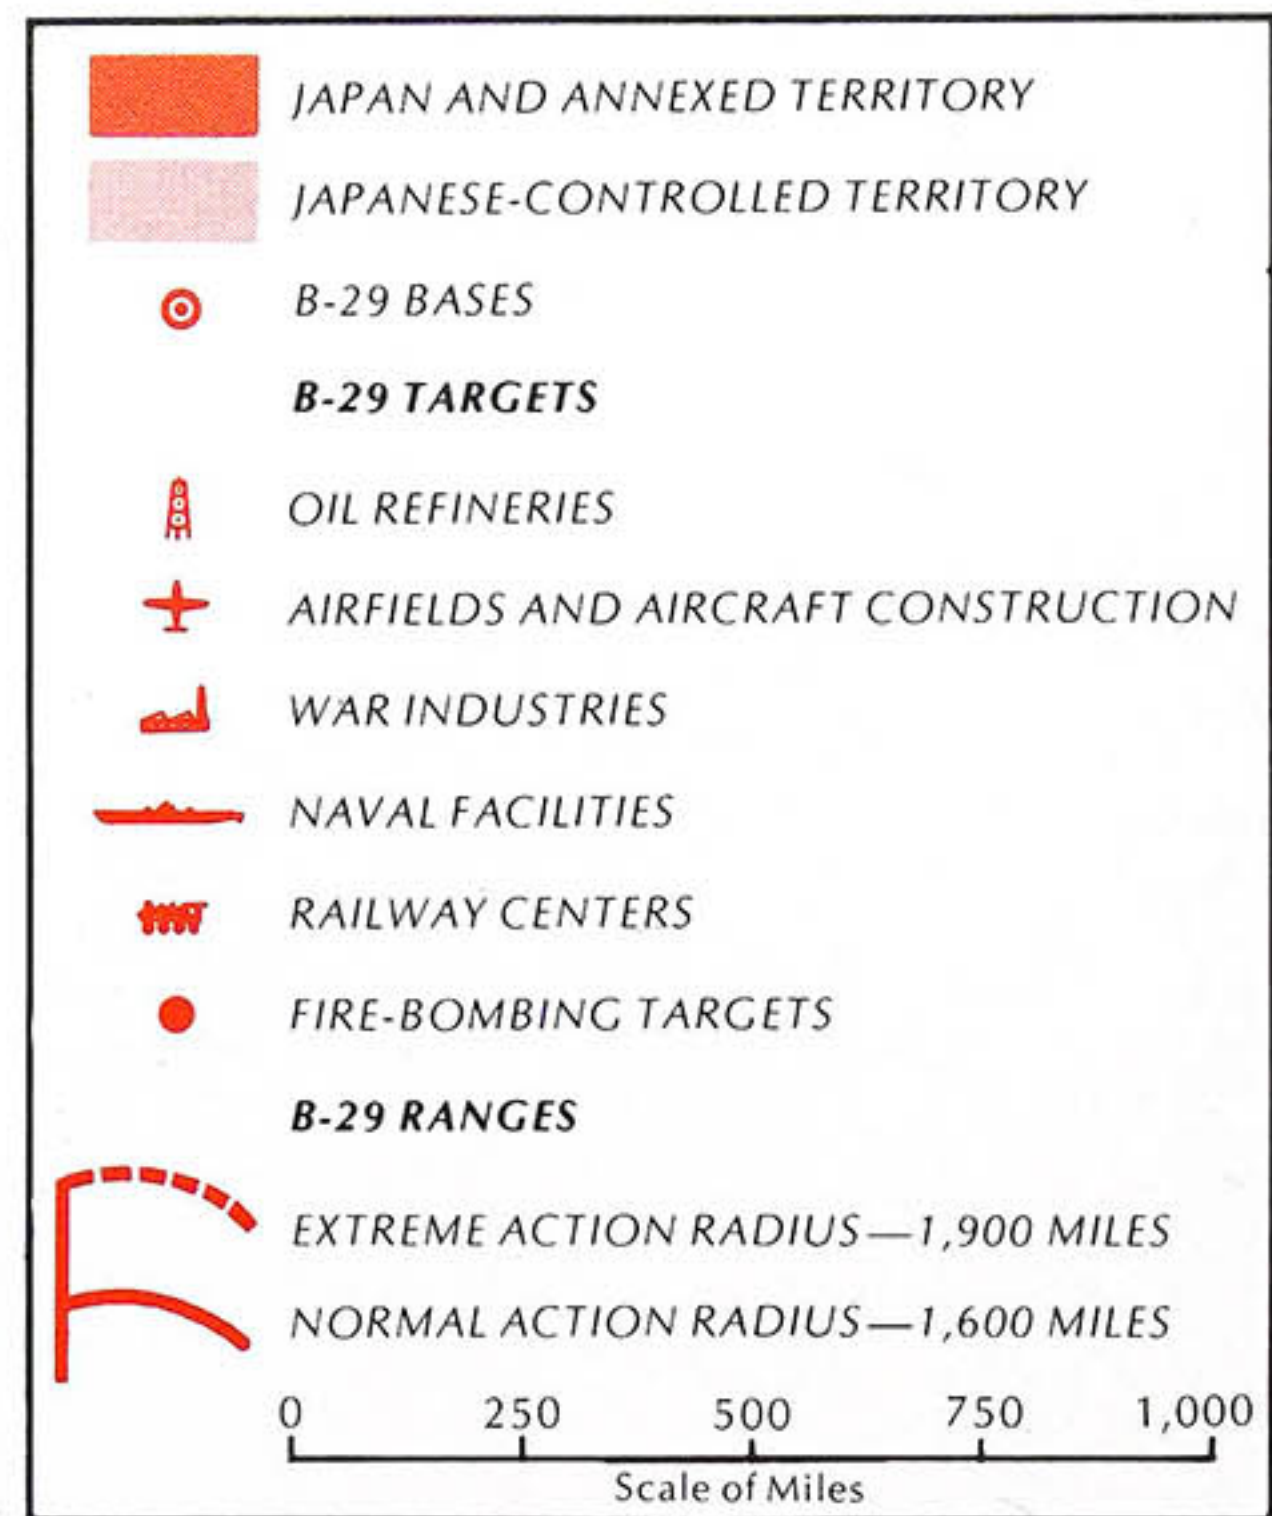 JAPAN AND ANNEXED TERRITORY
JAPANESE-CONTROLLED TERRITORY
B-29 BASES
B-29 TARGETS
OIL REFINERIES
AIRFIELDS AND AIRCRAFT CONSTRUCTION
WAR INDUSTRIES
NAVAL FACILITIES
RAILWAY CENTERS
FIRE-BOMBING TARGETS
B-29 RANGES
EXTREME ACTION RADIUS—1,900 MILES
NORMAL ACTION RADIUS—1,600 MILES
0 250 500 750 1,000
Scale of Miles